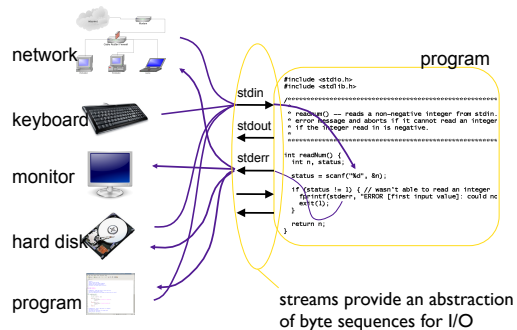 network
keyboard
monitor
hard disk
program
stdin
stdout
stderr
program
#include <stdio.h>
#include <stdlib.h>
* readNum() -- reads a non-negative integer from stdin.
* error message and aborts if it cannot read an integer
* if the integer read in is negative.
*
int readNum() {
int n, status;
status = scanf("%d", &n);
if (status != 1) { // wasn't able to read an integer
fprintf(stderr, "ERROR [first input value]: could no
exit(1);
}
return n;
}
streams provide an abstraction
of byte sequences for I/O